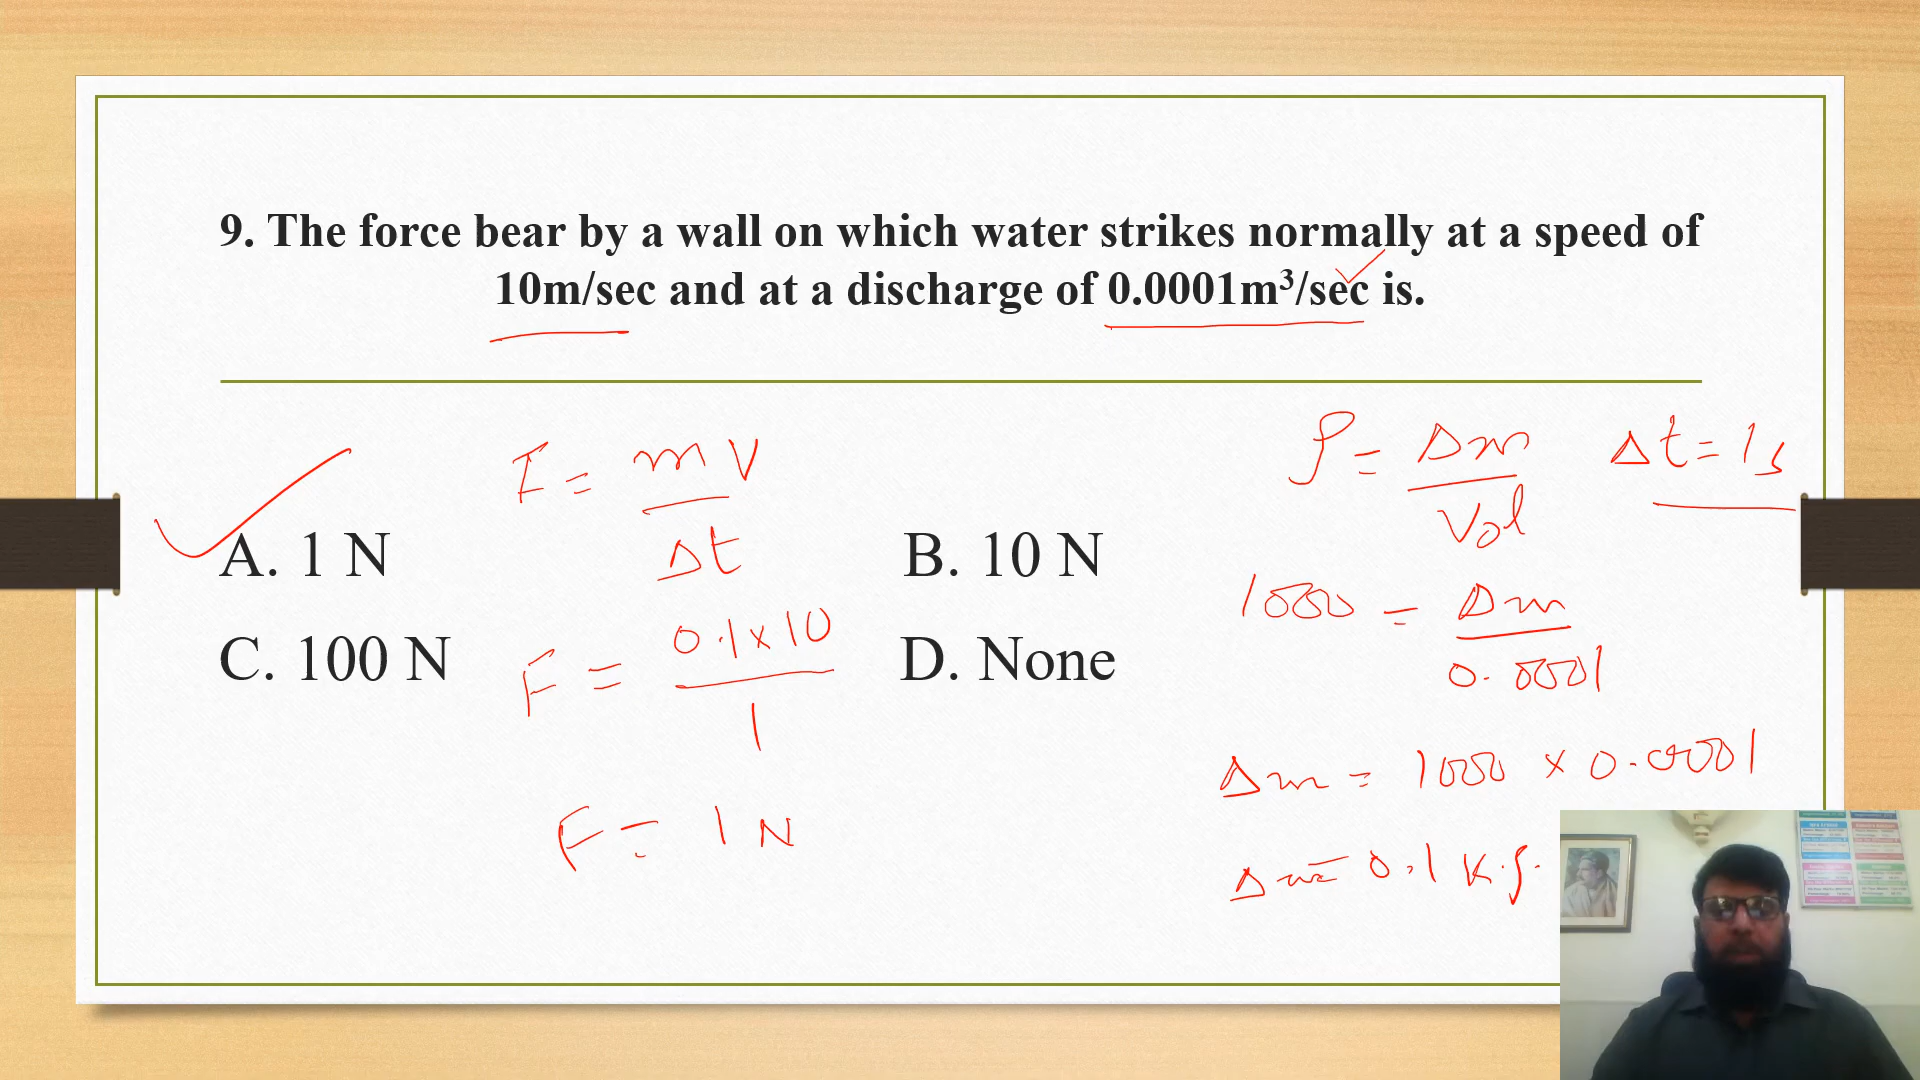 9. The force bear by a wall on which water strikes normally at a speed of
10m/sec and at a discharge of 0.0001m³/sec is.
A. 1 N
B. 10 N
C. 100 N
D. None
F = mV
Δt
F = 0.1 x 10
1
F = 1 N
ρ = Δm
Vol
Δt = 1s
1000 = Δm
0.0001
Δm = 1000 x 0.0001
Δm = 0.1 K.g.